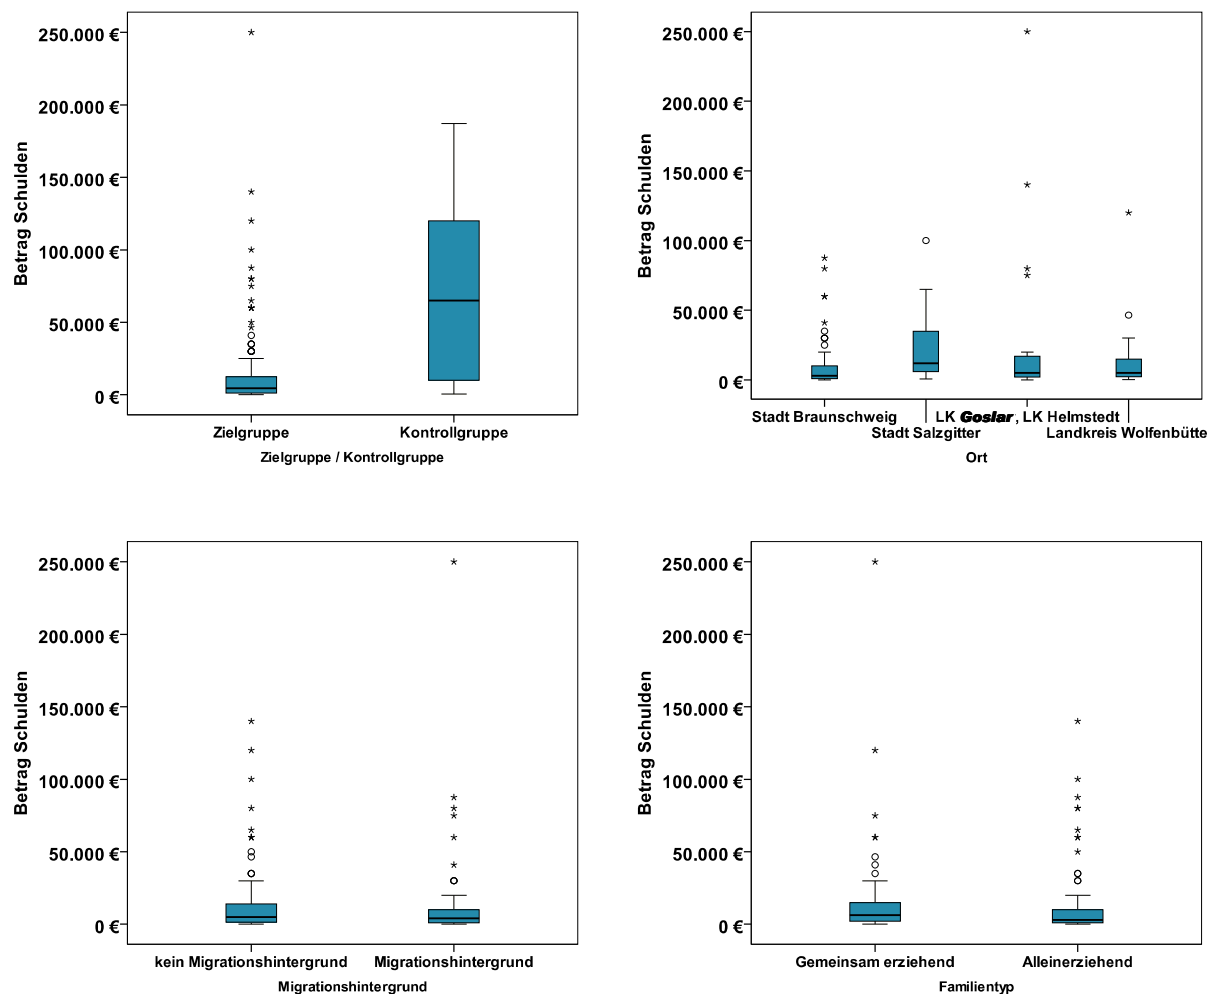 250.000 €
200.000 €
150.000 €
100.000 €
50.000 €
0 €
Betrag Schulden
Zielgruppe
Kontrollgruppe
Zielgruppe / Kontrollgruppe
250.000 €
200.000 €
150.000 €
100.000 €
50.000 €
0 €
Betrag Schulden
Stadt Braunschweig
LK Goslar, LK Helmstedt
Stadt Salzgitter
Landkreis Wolfenbütte
Ort
250.000 €
200.000 €
150.000 €
100.000 €
50.000 €
0 €
Betrag Schulden
kein Migrationshintergrund
Migrationshintergrund
Migrationshintergrund
250.000 €
200.000 €
150.000 €
100.000 €
50.000 €
0 €
Betrag Schulden
Gemeinsam erziehend
Alleinerziehend
Familientyp